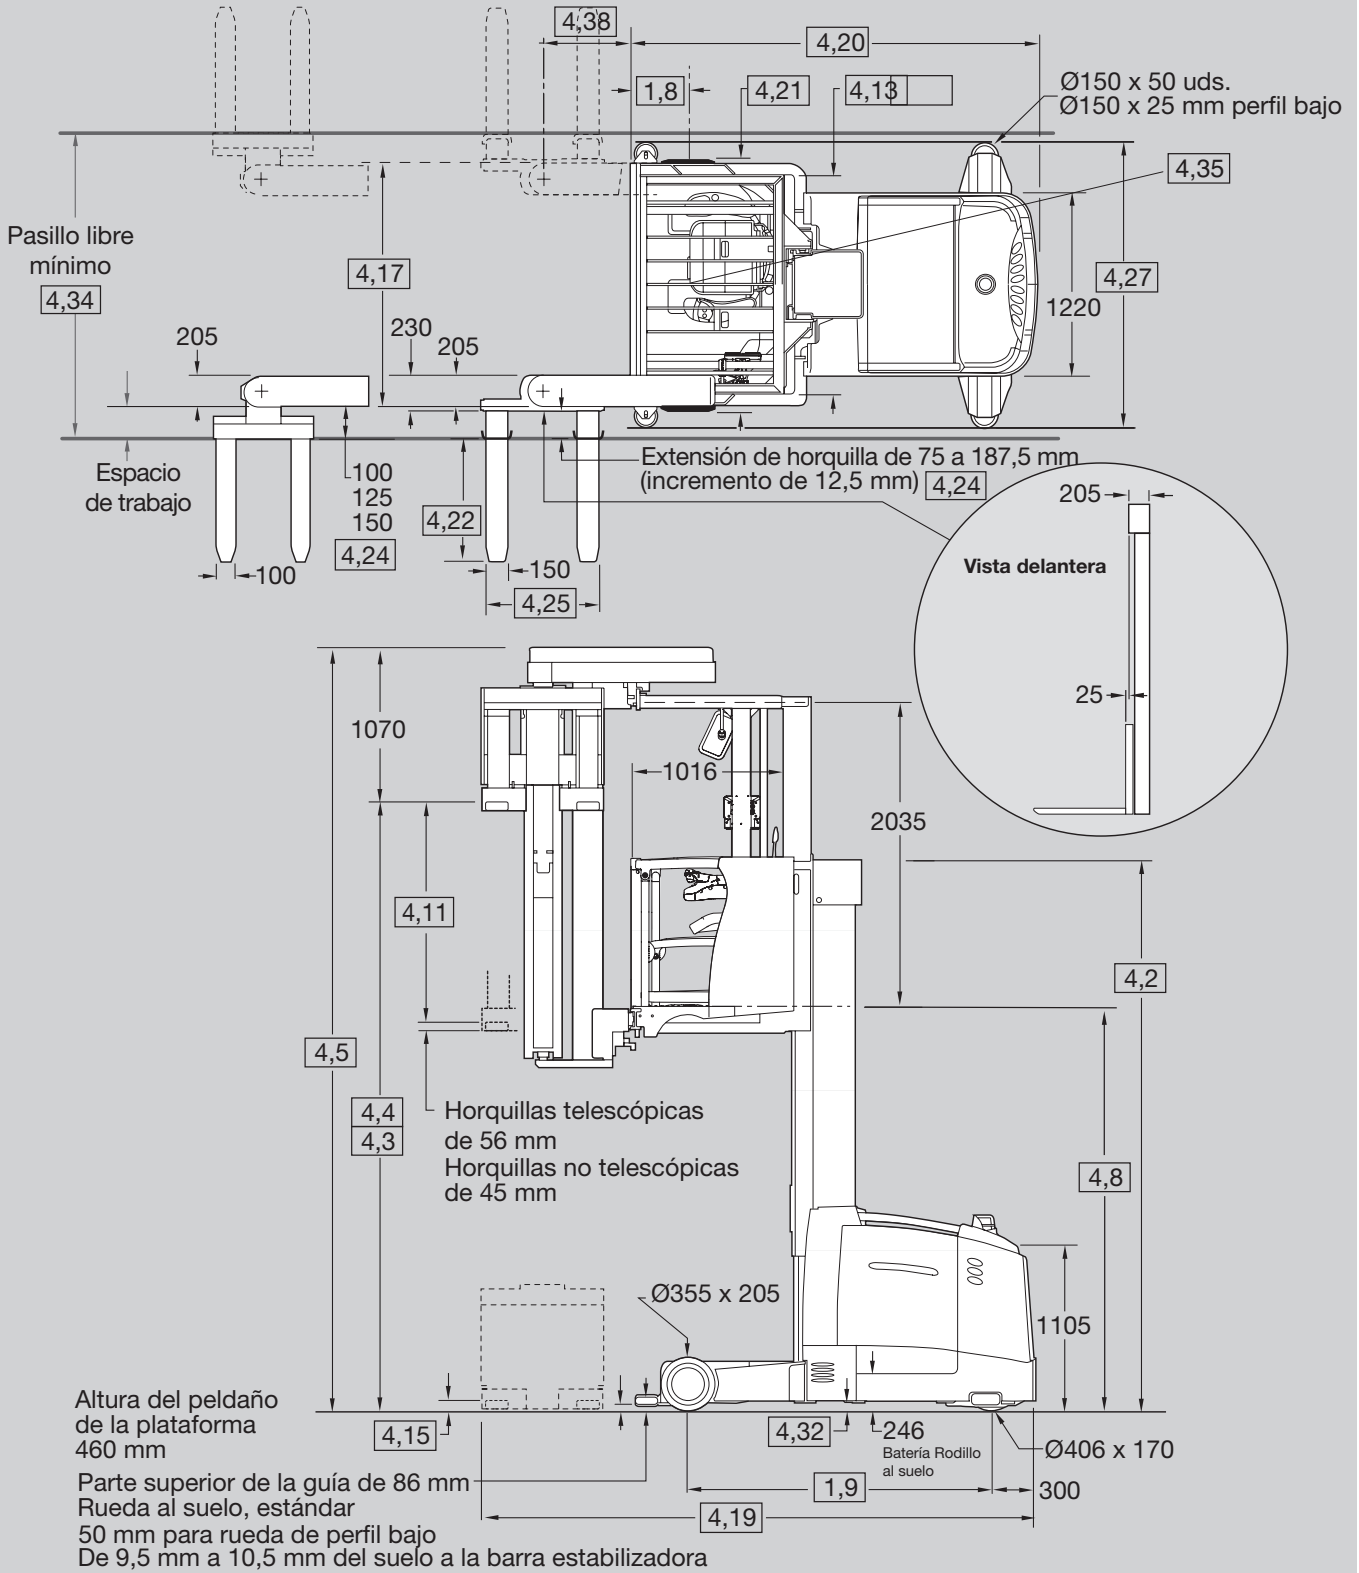 4,38
4,20
1,8
4,21
4,13
Ø150 x 50 uds.
Ø150 x 25 mm perfil bajo
4,35
Pasillo libre
mínimo
4,34
4,17
4,27
1220
205
230
205
Espacio
de trabajo
100
125
150
4,24
100
4,22
150
4,25
Extensión de horquilla de 75 a 187,5 mm
(incremento de 12,5 mm)
4,24
205
Vista delantera
25
1070
1016
2035
4,11
4,2
4,5
4,4
4,3
Horquillas telescópicas
de 56 mm
Horquillas no telescópicas
de 45 mm
4,8
Ø355 x 205
1105
Altura del peldaño
de la plataforma
460 mm
4,15
4,32
246
Batería Rodillo
al suelo
Ø406 x 170
Parte superior de la guía de 86 mm
Rueda al suelo, estándar
50 mm para rueda de perfil bajo
De 9,5 mm a 10,5 mm del suelo a la barra estabilizadora
1,9
300
4,19